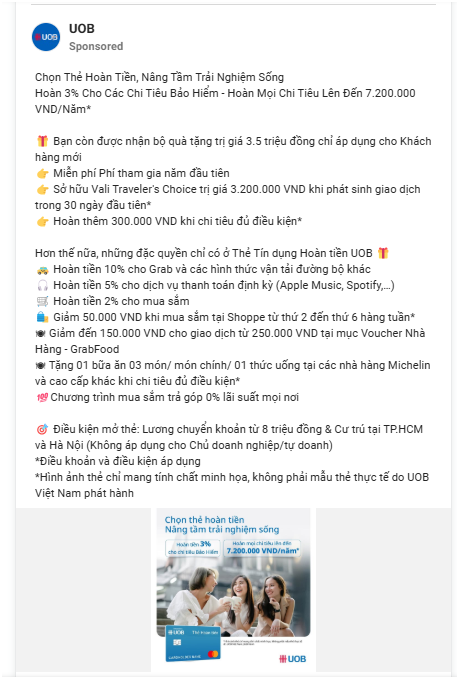 UOB
Sponsored
Chọn Thẻ Hoàn Tiền, Nâng Tầm Trải Nghiệm Sống
Hoàn 3% Cho Các Chi Tiêu Bảo Hiểm - Hoàn Mọi Chi Tiêu Lên Đến 7.200.000
VND/Năm*
🎁 Bạn còn được nhận bộ quà tặng trị giá 3.5 triệu đồng chỉ áp dụng cho Khách
hàng mới
👉 Miễn phí Phí tham gia năm đầu tiên
👉 Sở hữu Vali Traveler's Choice trị giá 3.200.000 VND khi phát sinh giao dịch
trong 30 ngày đầu tiên*
👉 Hoàn thêm 300.000 VND khi chi tiêu đủ điều kiện*
Hơn thế nữa, những đặc quyền chỉ có ở Thẻ Tín dụng Hoàn tiền UOB 🎁
🚕 Hoàn tiền 10% cho Grab và các hình thức vận tải đường bộ khác
🎧 Hoàn tiền 5% cho dịch vụ thanh toán định kỳ (Apple Music, Spotify,...)
🛒 Hoàn tiền 2% cho mua sắm
🛍️ Giảm 50.000 VND khi mua sắm tại Shoppe từ thứ 2 đến thứ 6 hàng tuần*
🍽 Giảm đến 150.000 VND cho giao dịch từ 250.000 VND tại mục Voucher Nhà
Hàng - GrabFood
🍽 Tặng 01 bữa ăn 03 món/ món chính/ 01 thức uống tại các nhà hàng Michelin
và cao cấp khác khi chi tiêu đủ điều kiện*
💯Chương trình mua sắm trả góp 0% lãi suất mọi nơi
🎯 Điều kiện mở thẻ: Lương chuyển khoản từ 8 triệu đồng & Cư trú tại TP.HCM
và Hà Nội (Không áp dụng cho Chủ doanh nghiệp/tự doanh)
*Điều khoản và điều kiện áp dụng
*Hình ảnh thẻ chỉ mang tính chất minh họa, không phải mẫu thẻ thực tế do UOB
Việt Nam phát hành
Chọn thẻ hoàn tiền
Nâng tầm trải nghiệm sống
Hoàn tiền 3%
cho chi tiêu Bảo Hiểm
Hoàn mọi chi tiêu lên đến
7.200.000 VND/năm*
UOB
Thẻ Hoàn tiền
UOB